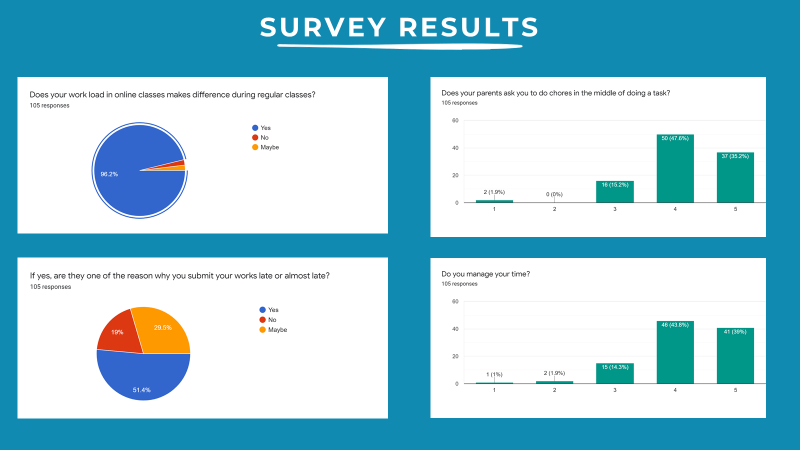 SURVEY RESULTS
Does your work load in online classes makes difference during regular classes?
105 responses
Yes
No
Maybe
96.2%
Does your parents ask you to do chores in the middle of doing a task?
105 responses
60
40
20
0
2 (1.9%)
0 (0%)
16 (15.2%)
50 (47.6%)
37 (35.2%)
1
2
3
4
5
If yes, are they one of the reason why you submit your works late or almost late?
105 responses
Yes
No
Maybe
19%
29.5%
51.4%
Do you manage your time?
105 responses
60
40
20
0
1 (1%)
2 (1.9%)
15 (14.3%)
46 (43.8%)
41 (39%)
1
2
3
4
5